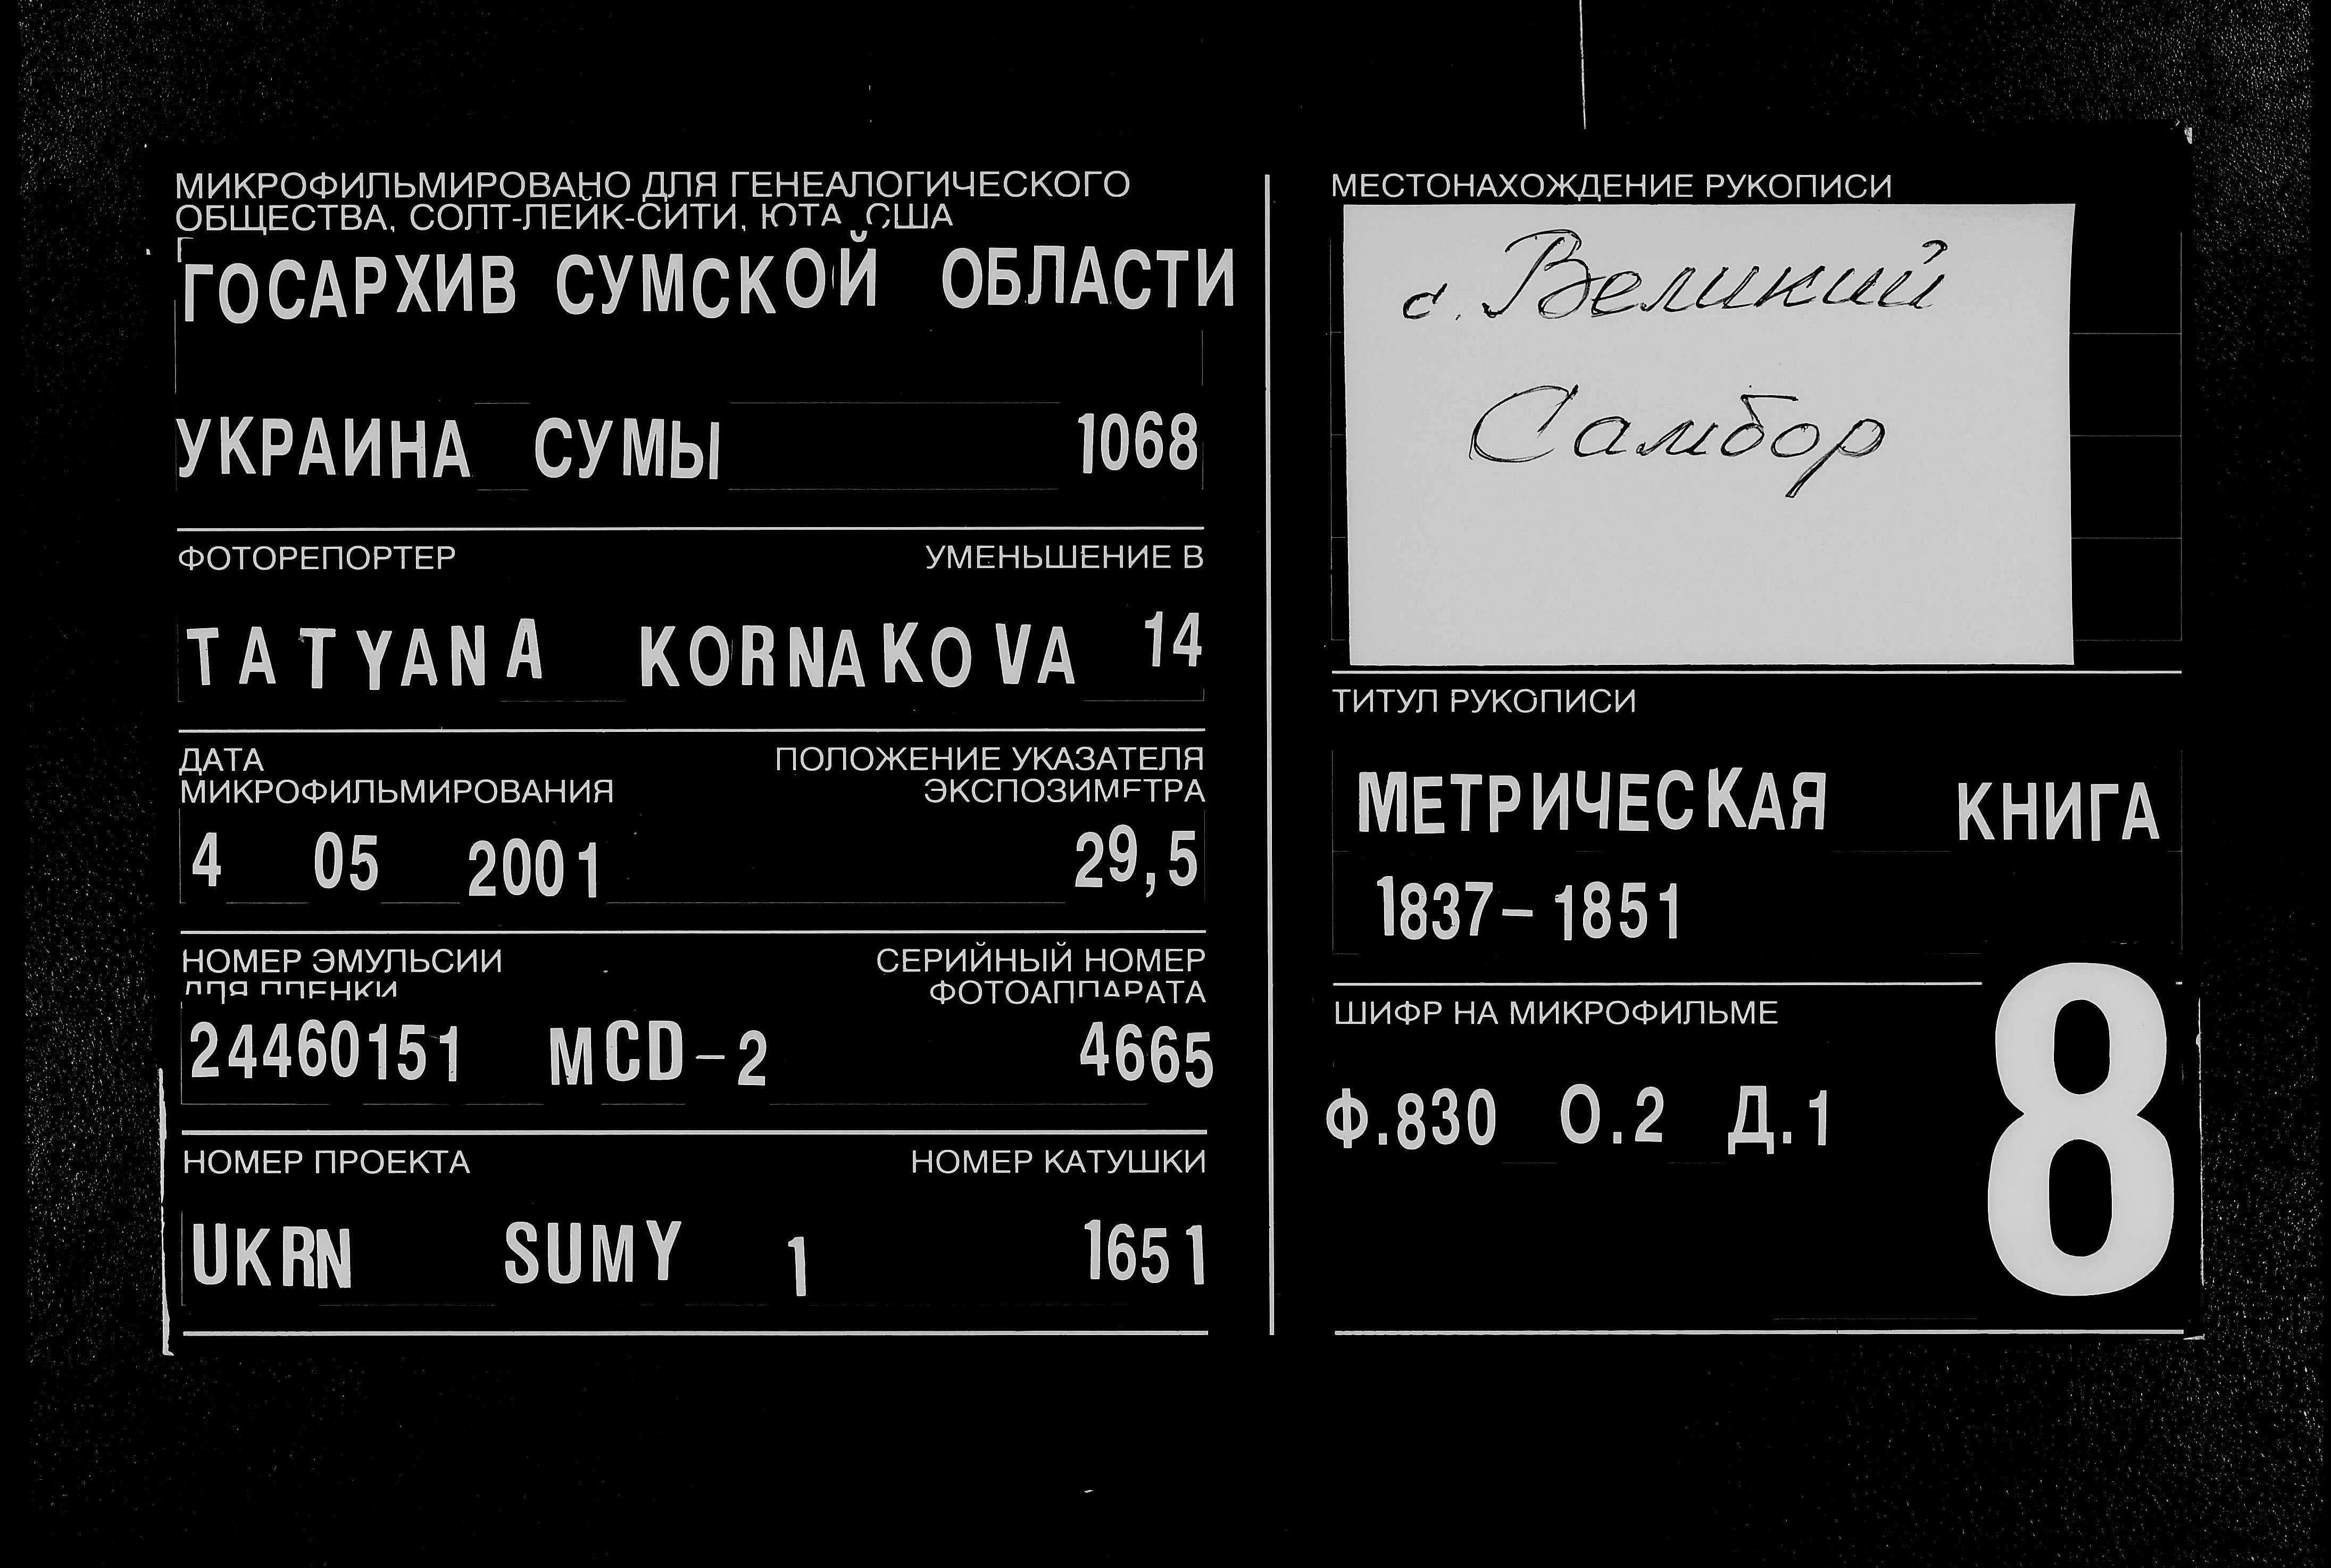 МИКРОФИЛЬМИРОВАНО ДЛЯ ГЕНЕАЛОГИЧЕСКОГО
ОБЩЕСТВА, СОЛТ-ЛЕЙК-СИТИ, ЮТА, США
ГОСАРХИВ СУМСКОЙ ОБЛАСТИ
УКРАИНА СУМЫ 1068
ФОТОРЕПОРТЕР УМЕНЬШЕНИЕ В
TATYANA KORNAKOVA 14
ДАТА ПОЛОЖЕНИЕ УКАЗАТЕЛЯ
МИКРОФИЛЬМИРОВАНИЯ ЭКСПОЗИМЕТРА
4 05 2001 29,5
НОМЕР ЭМУЛЬСИИ СЕРИЙНЫЙ НОМЕР
ДЛЯ ПЛЕНКИ ФОТОАППАРАТА
24460151 MCD-2 4665
НОМЕР ПРОЕКТА НОМЕР КАТУШКИ
UKRN SUMY 1 1651
МЕСТОНАХОЖДЕНИЕ РУКОПИСИ
с. Великий
Самбор
ТИТУЛ РУКОПИСИ
МЕТРИЧЕСКАЯ КНИГА
1837-1851
ШИФР НА МИКРОФИЛЬМЕ
Ф.830 О.2 Д.1
8